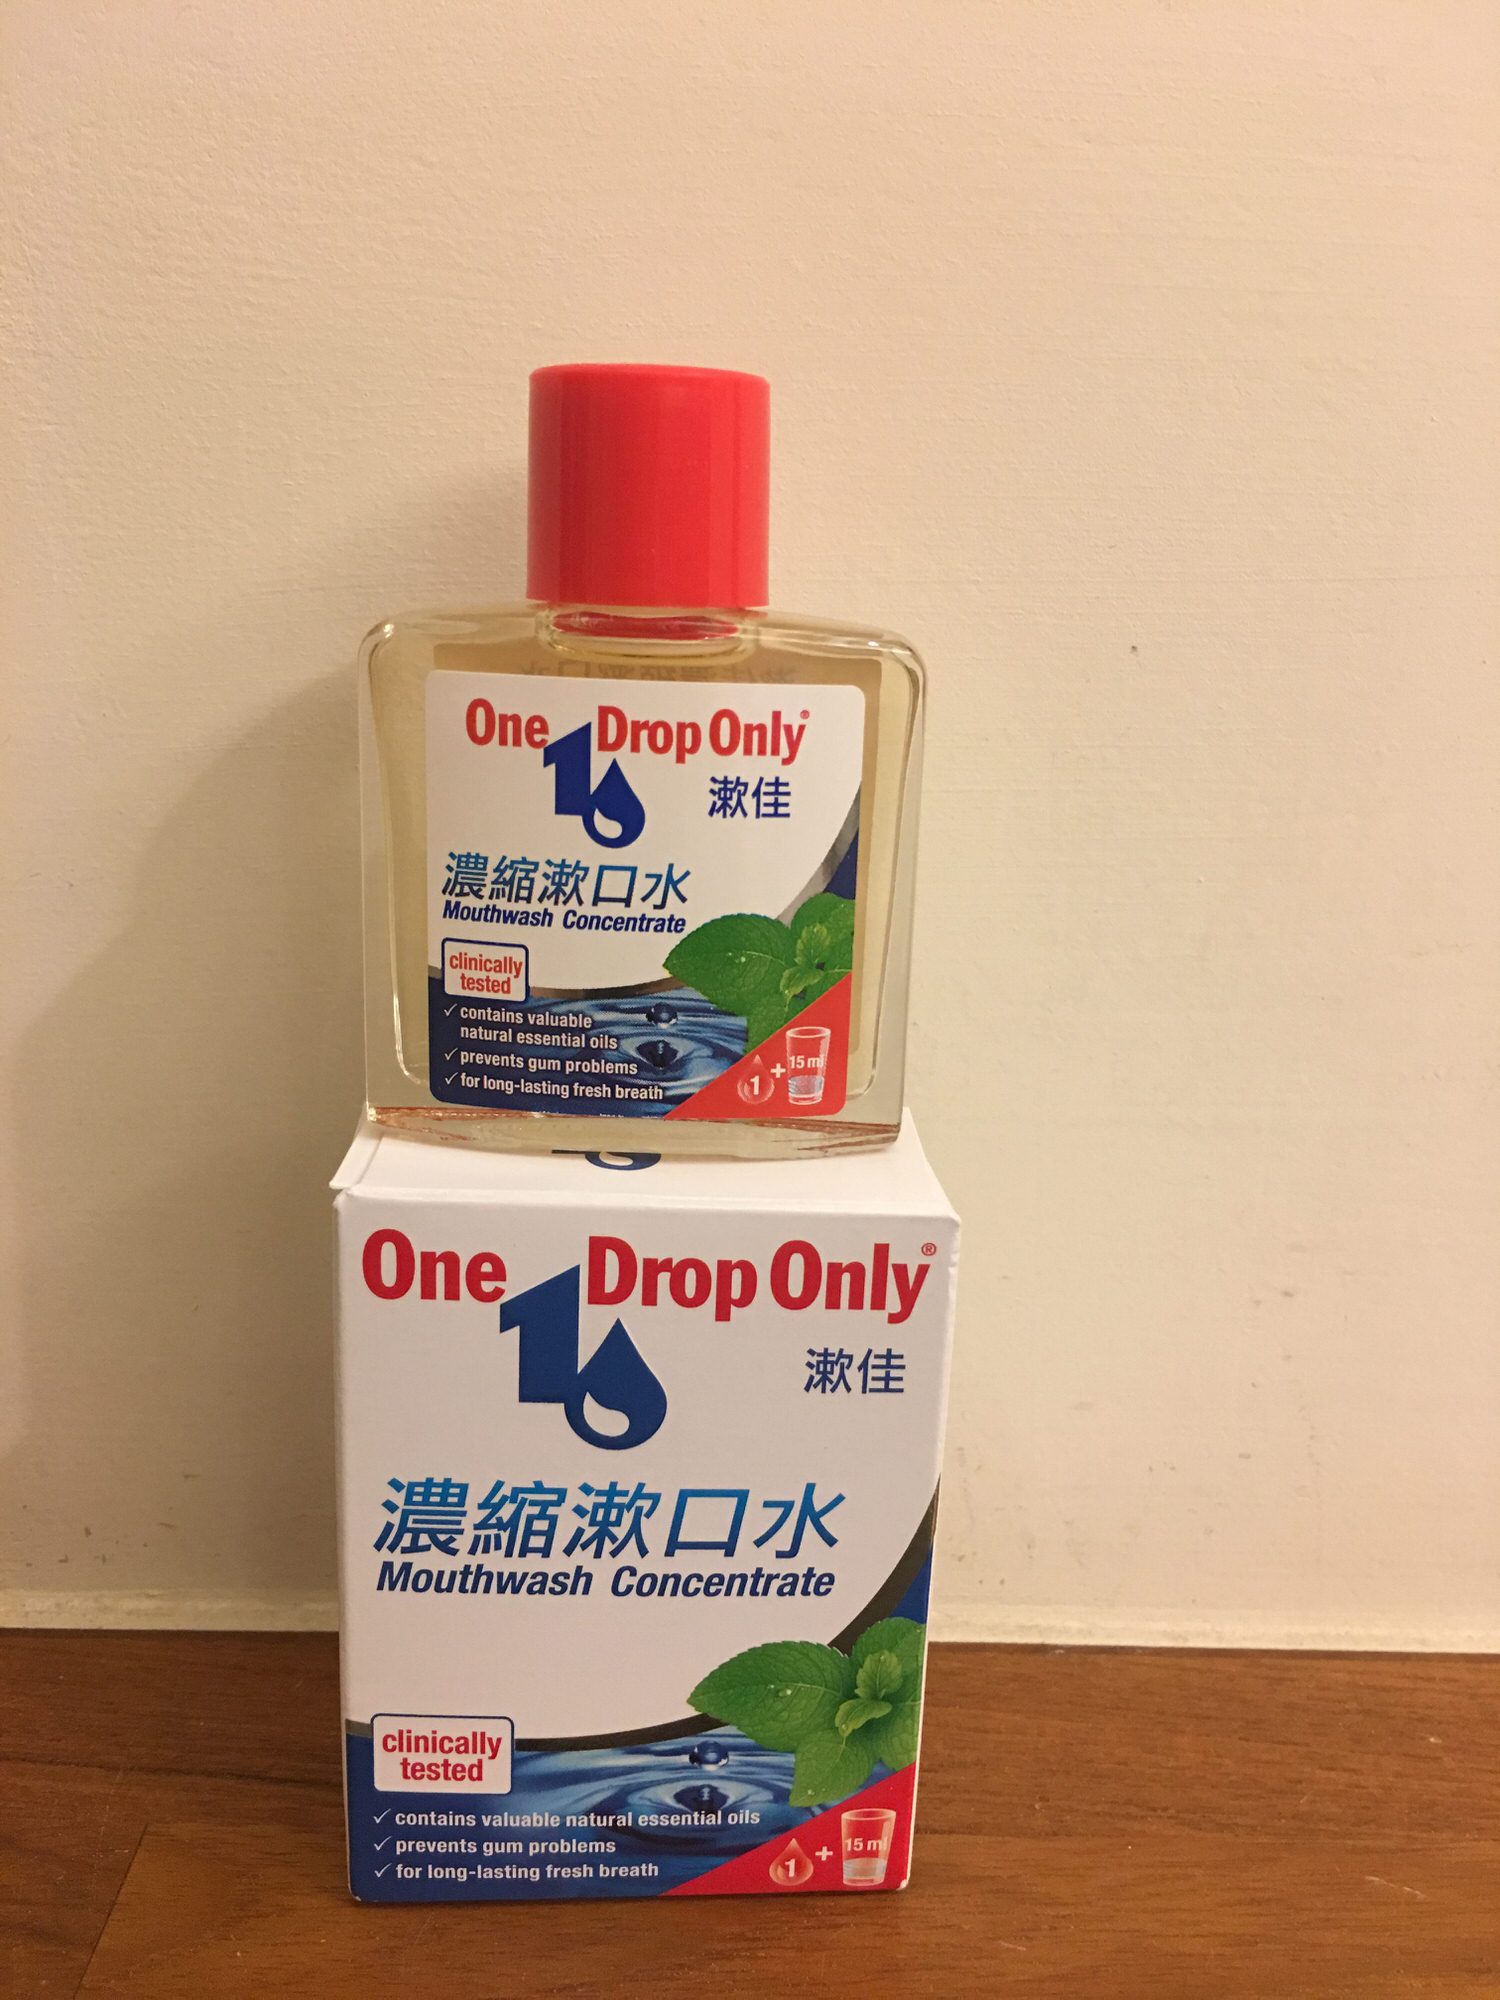 One 1 Drop Only®
漱佳
濃縮漱口水
Mouthwash Concentrate
clinically
tested
✓ contains valuable
natural essential oils
✓ prevents gum problems
✓ for long-lasting fresh breath
1 + 15 ml
One 1 Drop Only®
漱佳
濃縮漱口水
Mouthwash Concentrate
clinically
tested
✓ contains valuable natural essential oils
✓ prevents gum problems
✓ for long-lasting fresh breath
1 + 15 ml